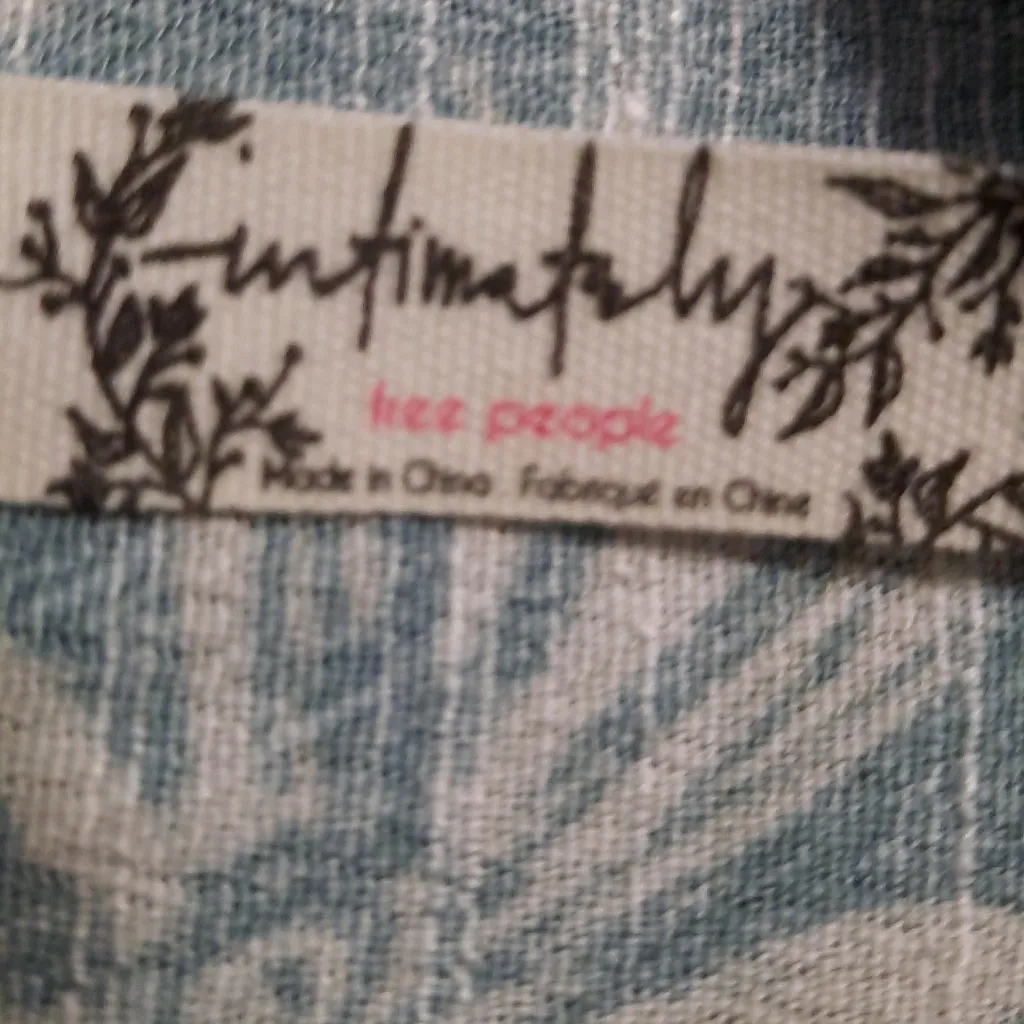 intimately
free people
Made in China Fabriqué en Chine